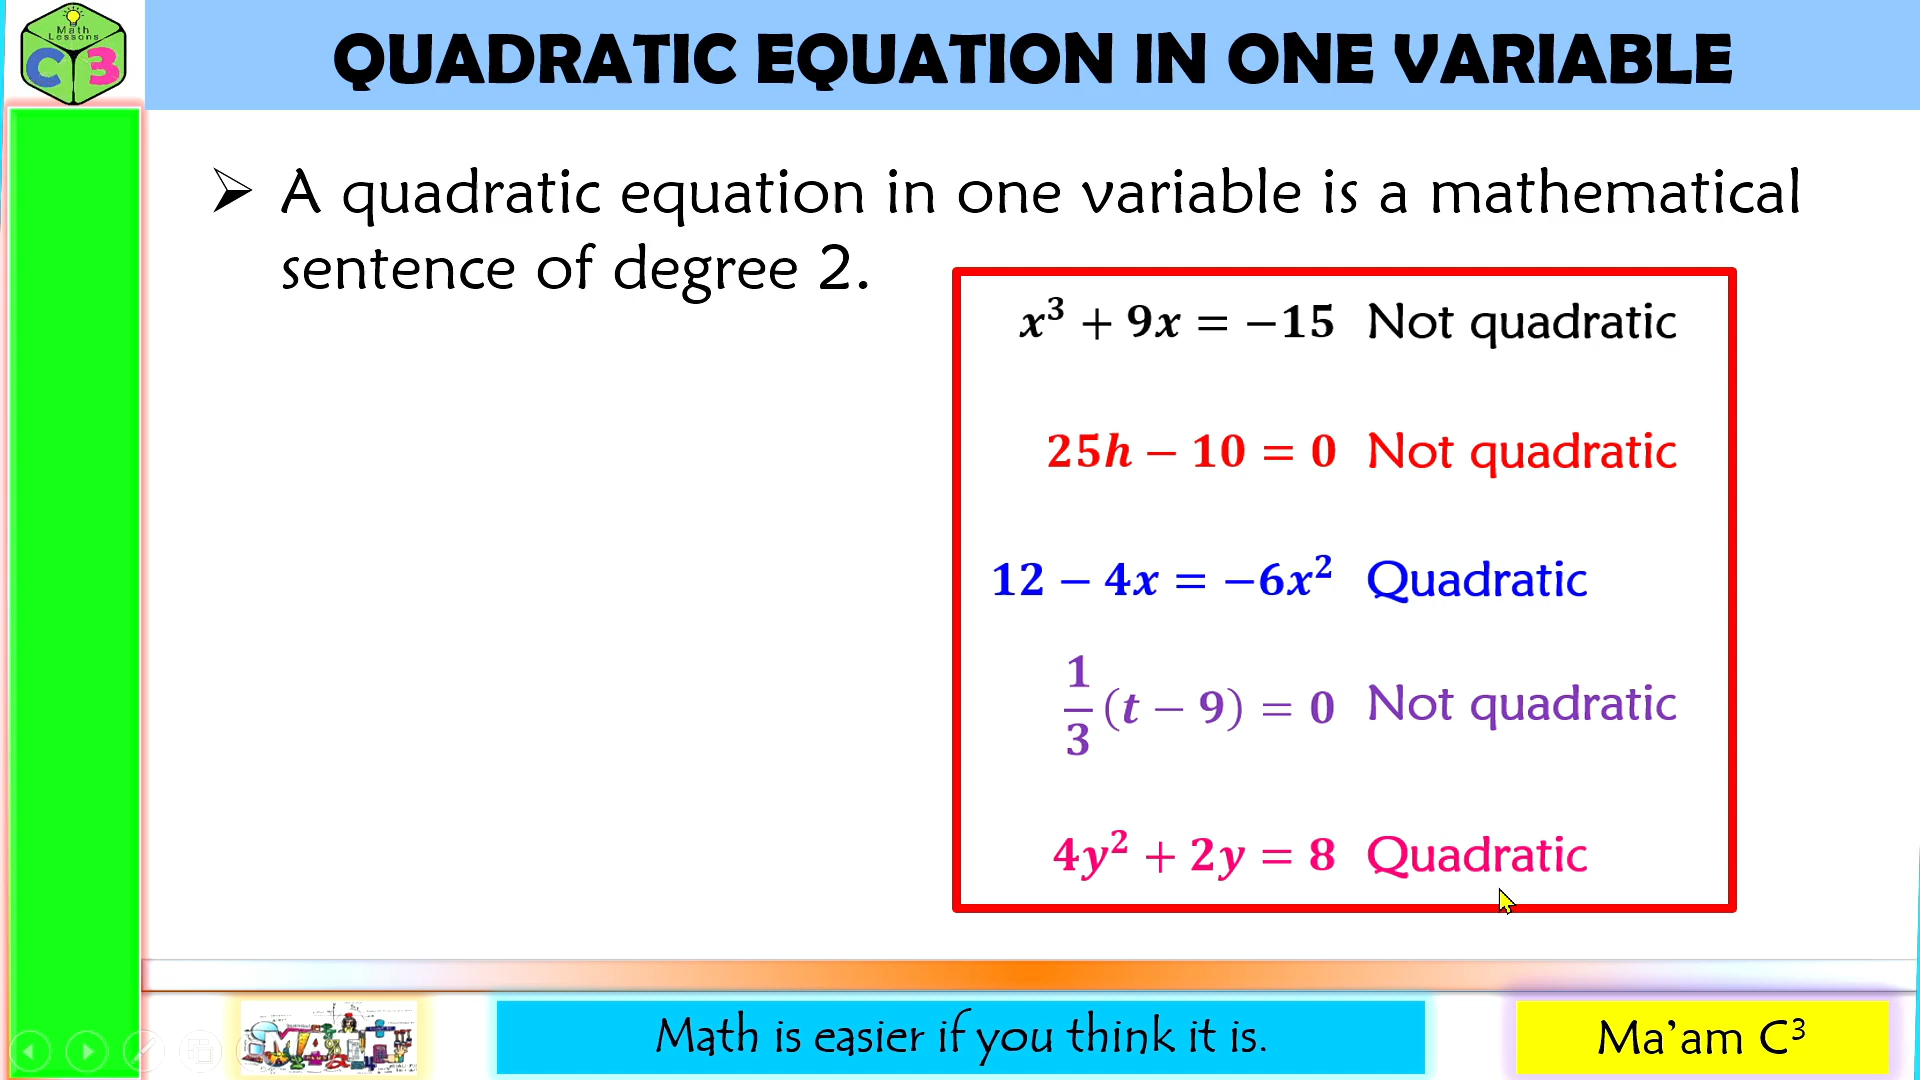 Math
Lessons
C3
QUADRATIC EQUATION IN ONE VARIABLE
➢ A quadratic equation in one variable is a mathematical
sentence of degree 2.
x³ + 9x = −15 Not quadratic
25h − 10 = 0 Not quadratic
12 − 4x = −6x² Quadratic
1/3 (t − 9) = 0 Not quadratic
4y² + 2y = 8 Quadratic
MATH
Math is easier if you think it is.
Ma’am C³